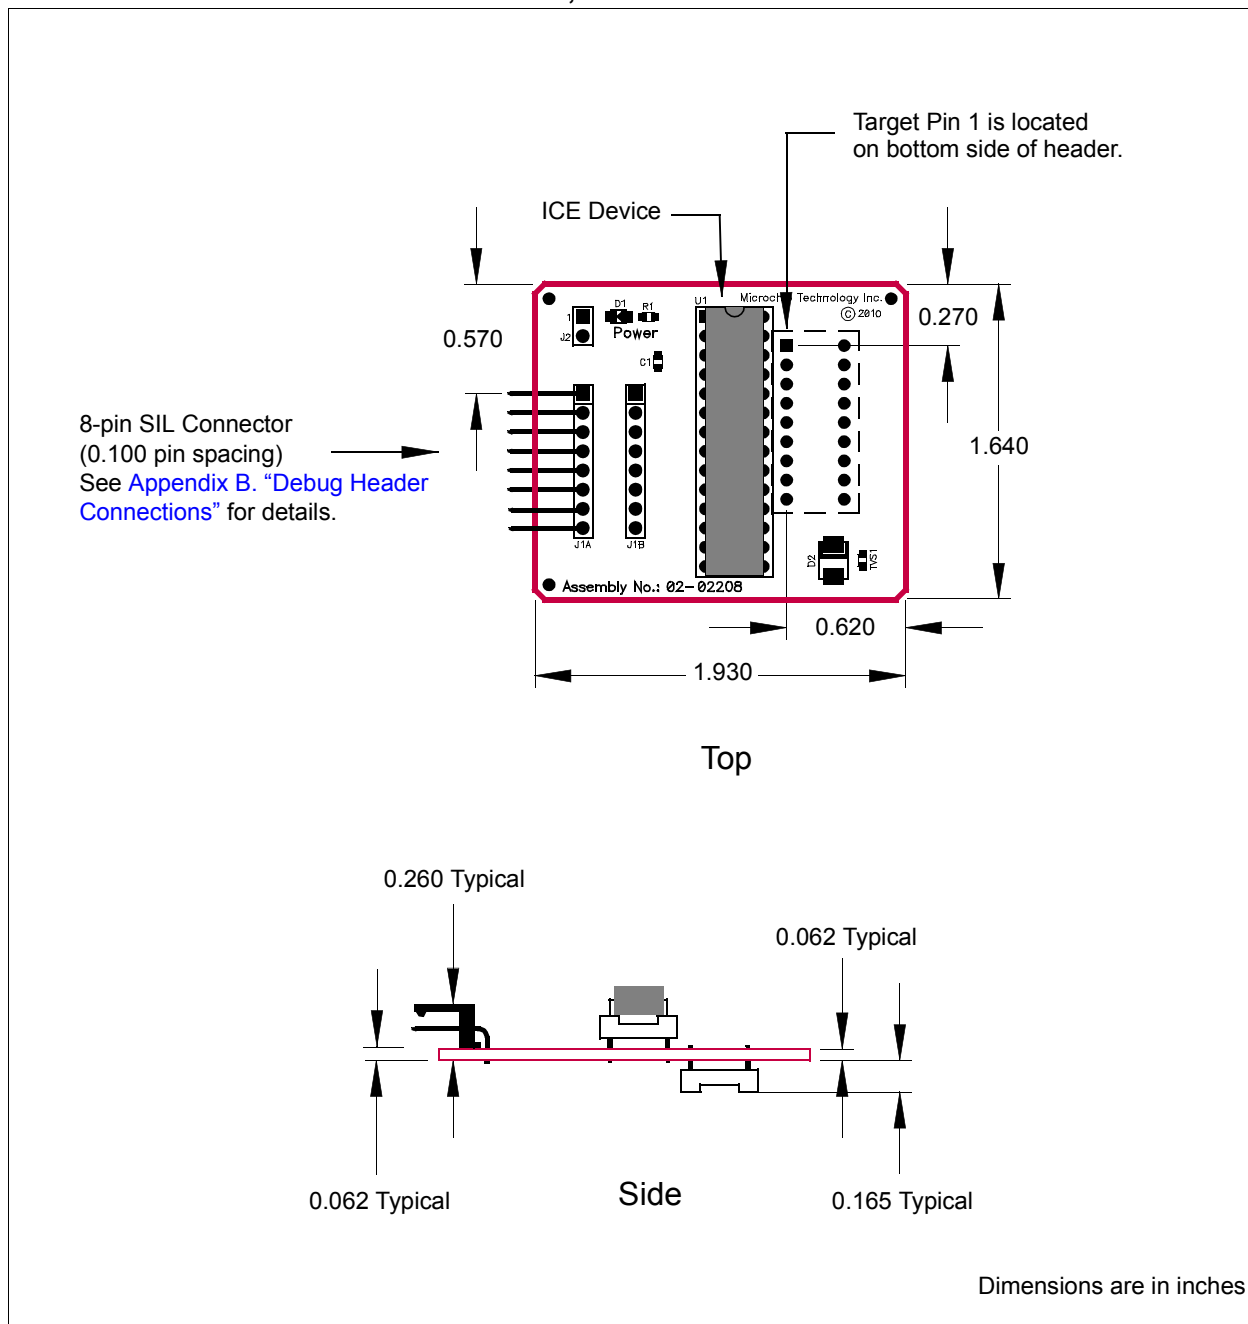 Target Pin 1 is located
on bottom side of header.
ICE Device
U1
Microchip Technology Inc.
© 2010
D1
R1
1
J2
Power
C1
0.570
0.270
8-pin SIL Connector
(0.100 pin spacing)
See Appendix B. “Debug Header
Connections” for details.
1.640
J1A
J1B
D2
TVS1
Assembly No.: 02-02208
0.620
1.930
Top
0.260 Typical
0.062 Typical
0.062 Typical
Side
0.165 Typical
Dimensions are in inches